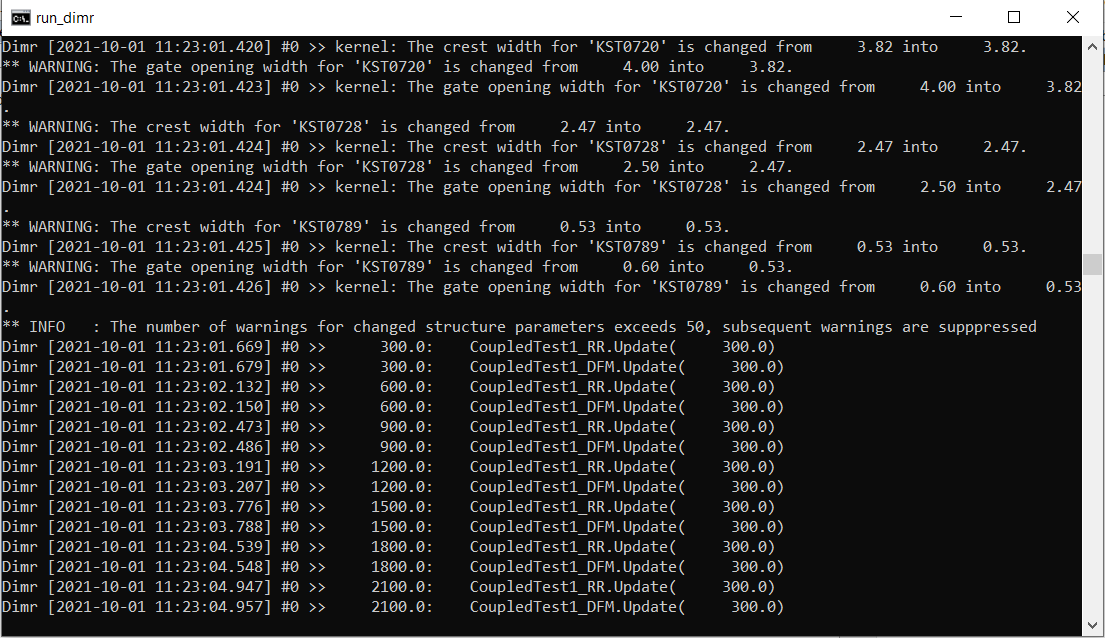 run_dimr
Dimr [2021-10-01 11:23:01.420] #0 >> kernel: The crest width for 'KST0720' is changed from     3.82 into     3.82.
** WARNING: The gate opening width for 'KST0720' is changed from     4.00 into     3.82.
Dimr [2021-10-01 11:23:01.423] #0 >> kernel: The gate opening width for 'KST0720' is changed from     4.00 into     3.82
.
** WARNING: The crest width for 'KST0728' is changed from     2.47 into     2.47.
Dimr [2021-10-01 11:23:01.424] #0 >> kernel: The crest width for 'KST0728' is changed from     2.47 into     2.47.
** WARNING: The gate opening width for 'KST0728' is changed from     2.50 into     2.47.
Dimr [2021-10-01 11:23:01.424] #0 >> kernel: The gate opening width for 'KST0728' is changed from     2.50 into     2.47
.
** WARNING: The crest width for 'KST0789' is changed from     0.53 into     0.53.
Dimr [2021-10-01 11:23:01.425] #0 >> kernel: The crest width for 'KST0789' is changed from     0.53 into     0.53.
** WARNING: The gate opening width for 'KST0789' is changed from     0.60 into     0.53.
Dimr [2021-10-01 11:23:01.426] #0 >> kernel: The gate opening width for 'KST0789' is changed from     0.60 into     0.53
.
** INFO   : The number of warnings for changed structure parameters exceeds 50, subsequent warnings are supppressed
Dimr [2021-10-01 11:23:01.669] #0 >>      300.0:    CoupledTest1_RR.Update(     300.0)
Dimr [2021-10-01 11:23:01.679] #0 >>      300.0:    CoupledTest1_DFM.Update(     300.0)
Dimr [2021-10-01 11:23:02.132] #0 >>      600.0:    CoupledTest1_RR.Update(     300.0)
Dimr [2021-10-01 11:23:02.150] #0 >>      600.0:    CoupledTest1_DFM.Update(     300.0)
Dimr [2021-10-01 11:23:02.473] #0 >>      900.0:    CoupledTest1_RR.Update(     300.0)
Dimr [2021-10-01 11:23:02.486] #0 >>      900.0:    CoupledTest1_DFM.Update(     300.0)
Dimr [2021-10-01 11:23:03.191] #0 >>     1200.0:    CoupledTest1_RR.Update(     300.0)
Dimr [2021-10-01 11:23:03.207] #0 >>     1200.0:    CoupledTest1_DFM.Update(     300.0)
Dimr [2021-10-01 11:23:03.776] #0 >>     1500.0:    CoupledTest1_RR.Update(     300.0)
Dimr [2021-10-01 11:23:03.788] #0 >>     1500.0:    CoupledTest1_DFM.Update(     300.0)
Dimr [2021-10-01 11:23:04.539] #0 >>     1800.0:    CoupledTest1_RR.Update(     300.0)
Dimr [2021-10-01 11:23:04.548] #0 >>     1800.0:    CoupledTest1_DFM.Update(     300.0)
Dimr [2021-10-01 11:23:04.947] #0 >>     2100.0:    CoupledTest1_RR.Update(     300.0)
Dimr [2021-10-01 11:23:04.957] #0 >>     2100.0:    CoupledTest1_DFM.Update(     300.0)